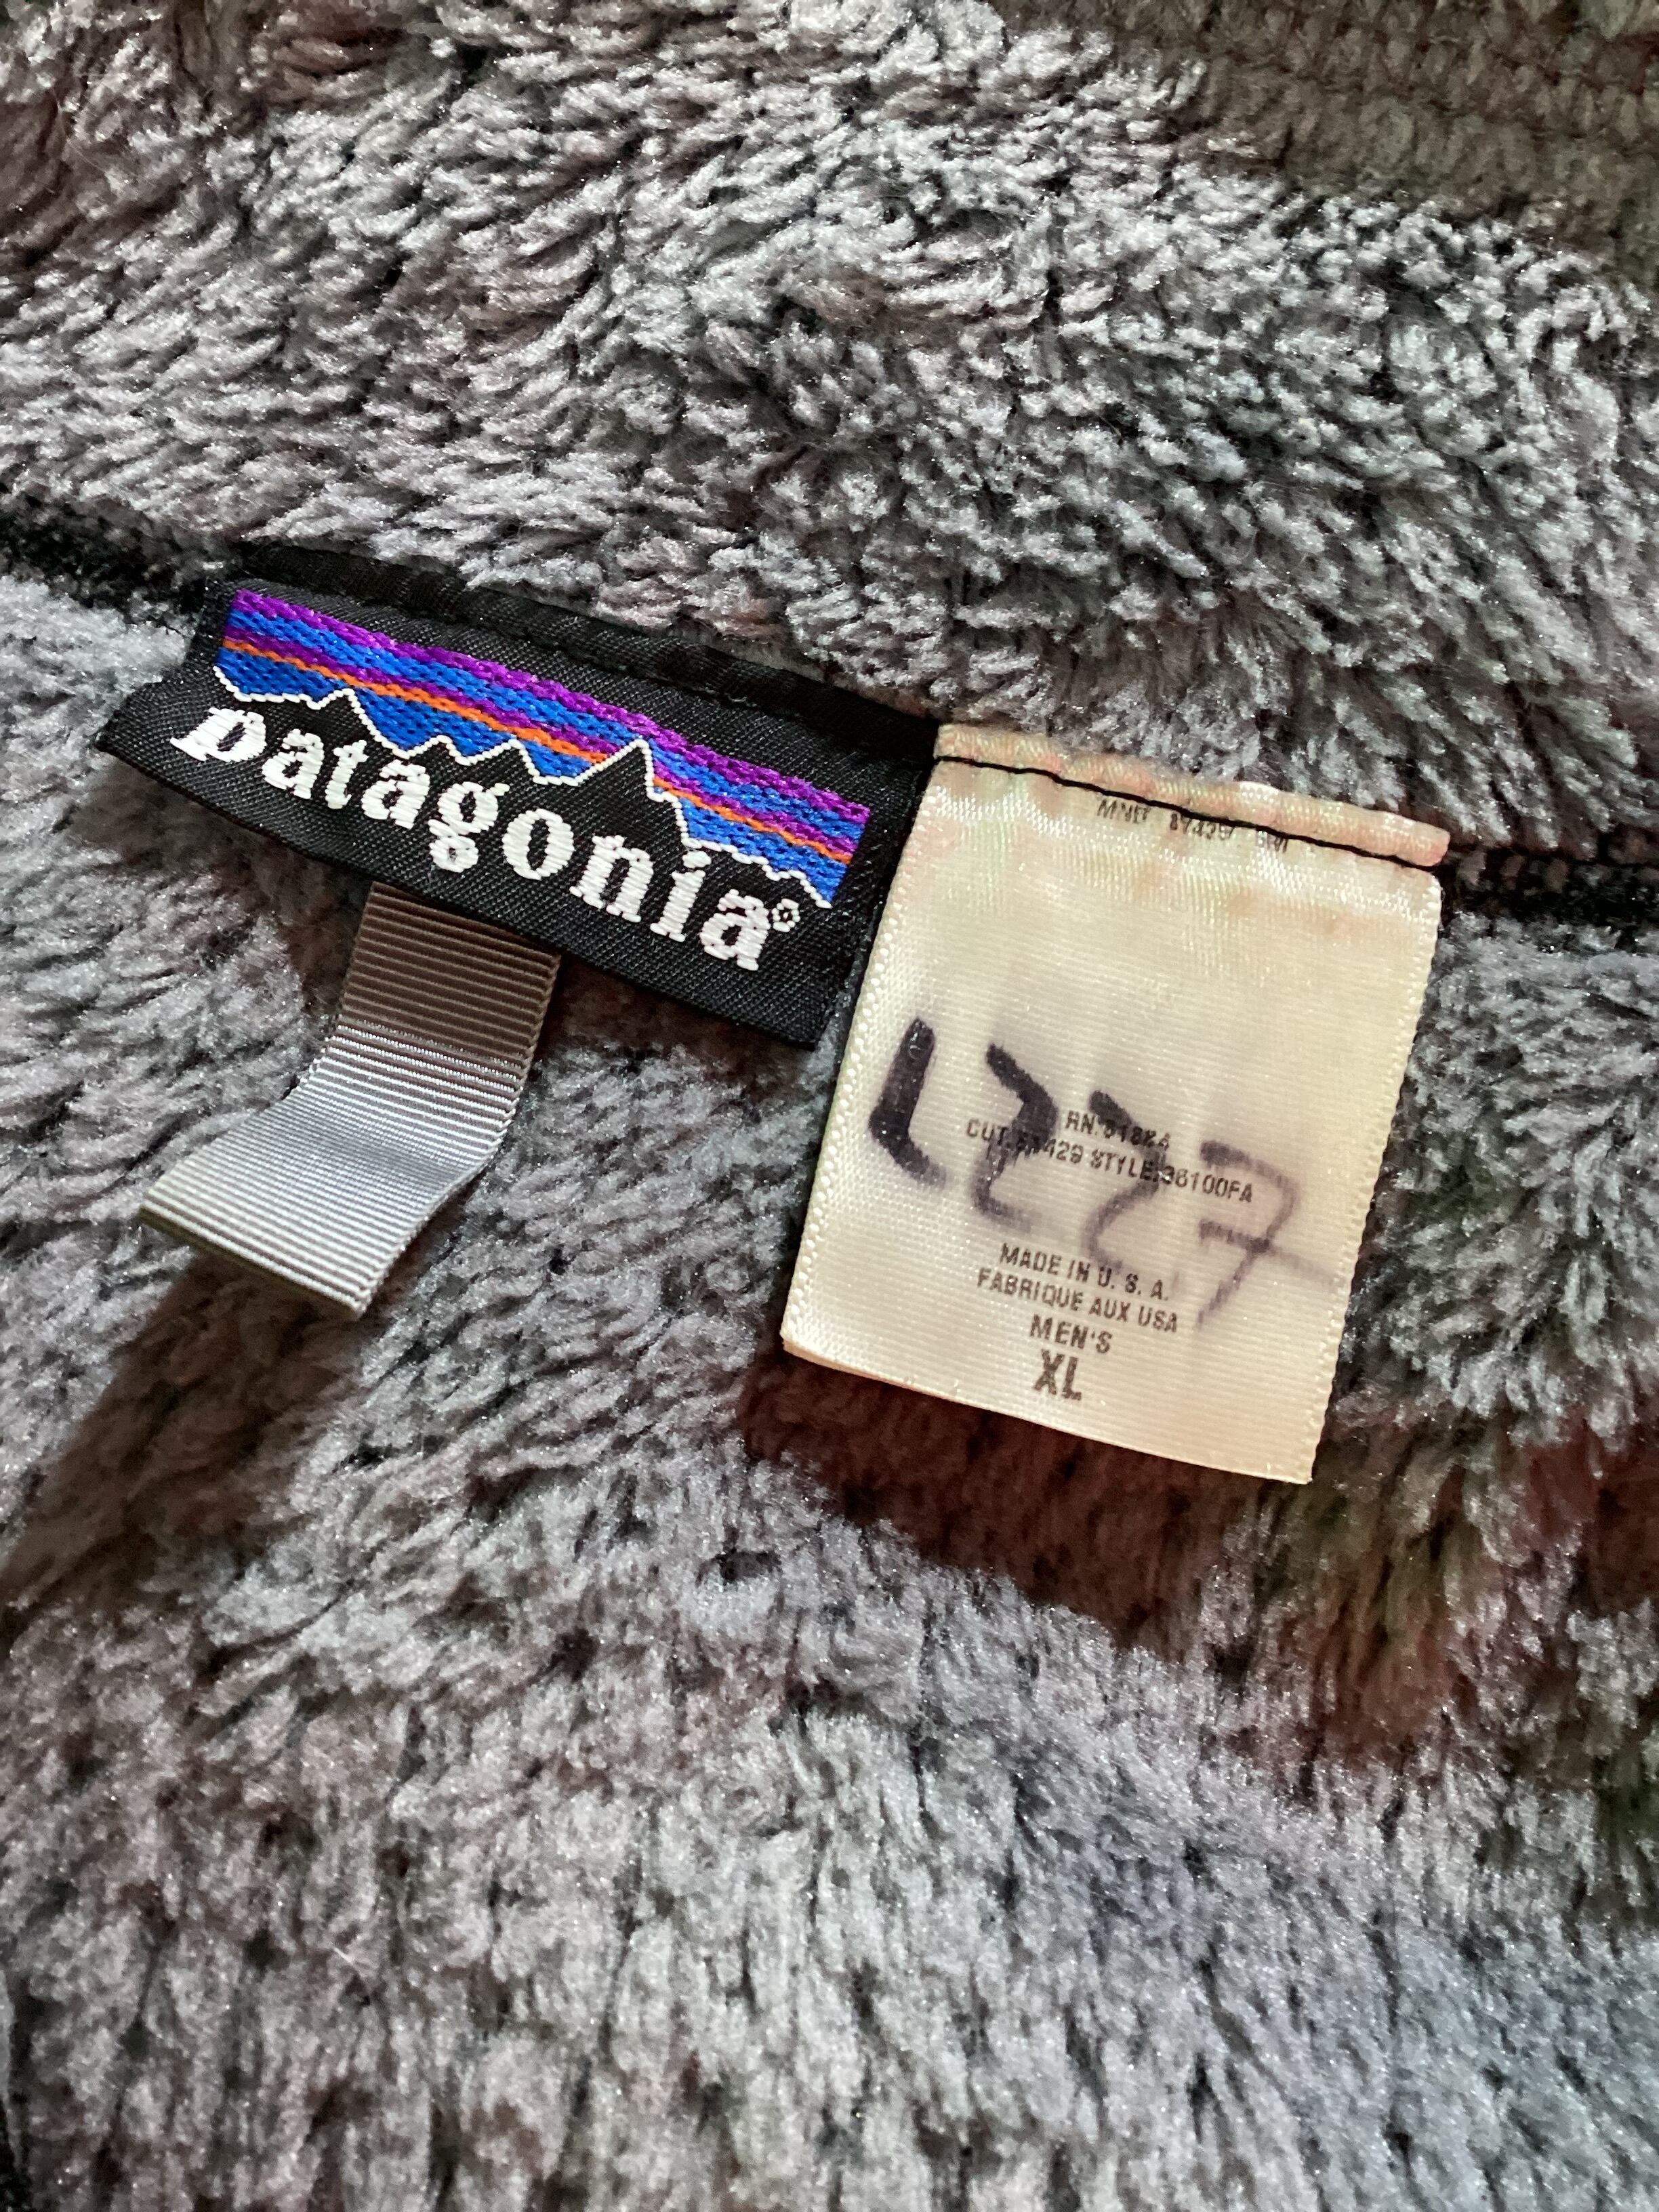 patagonia®
RN 51884
STYLE:36100FA
MADE IN U. S. A.
FABRIQUE AUX USA
MEN'S
XL